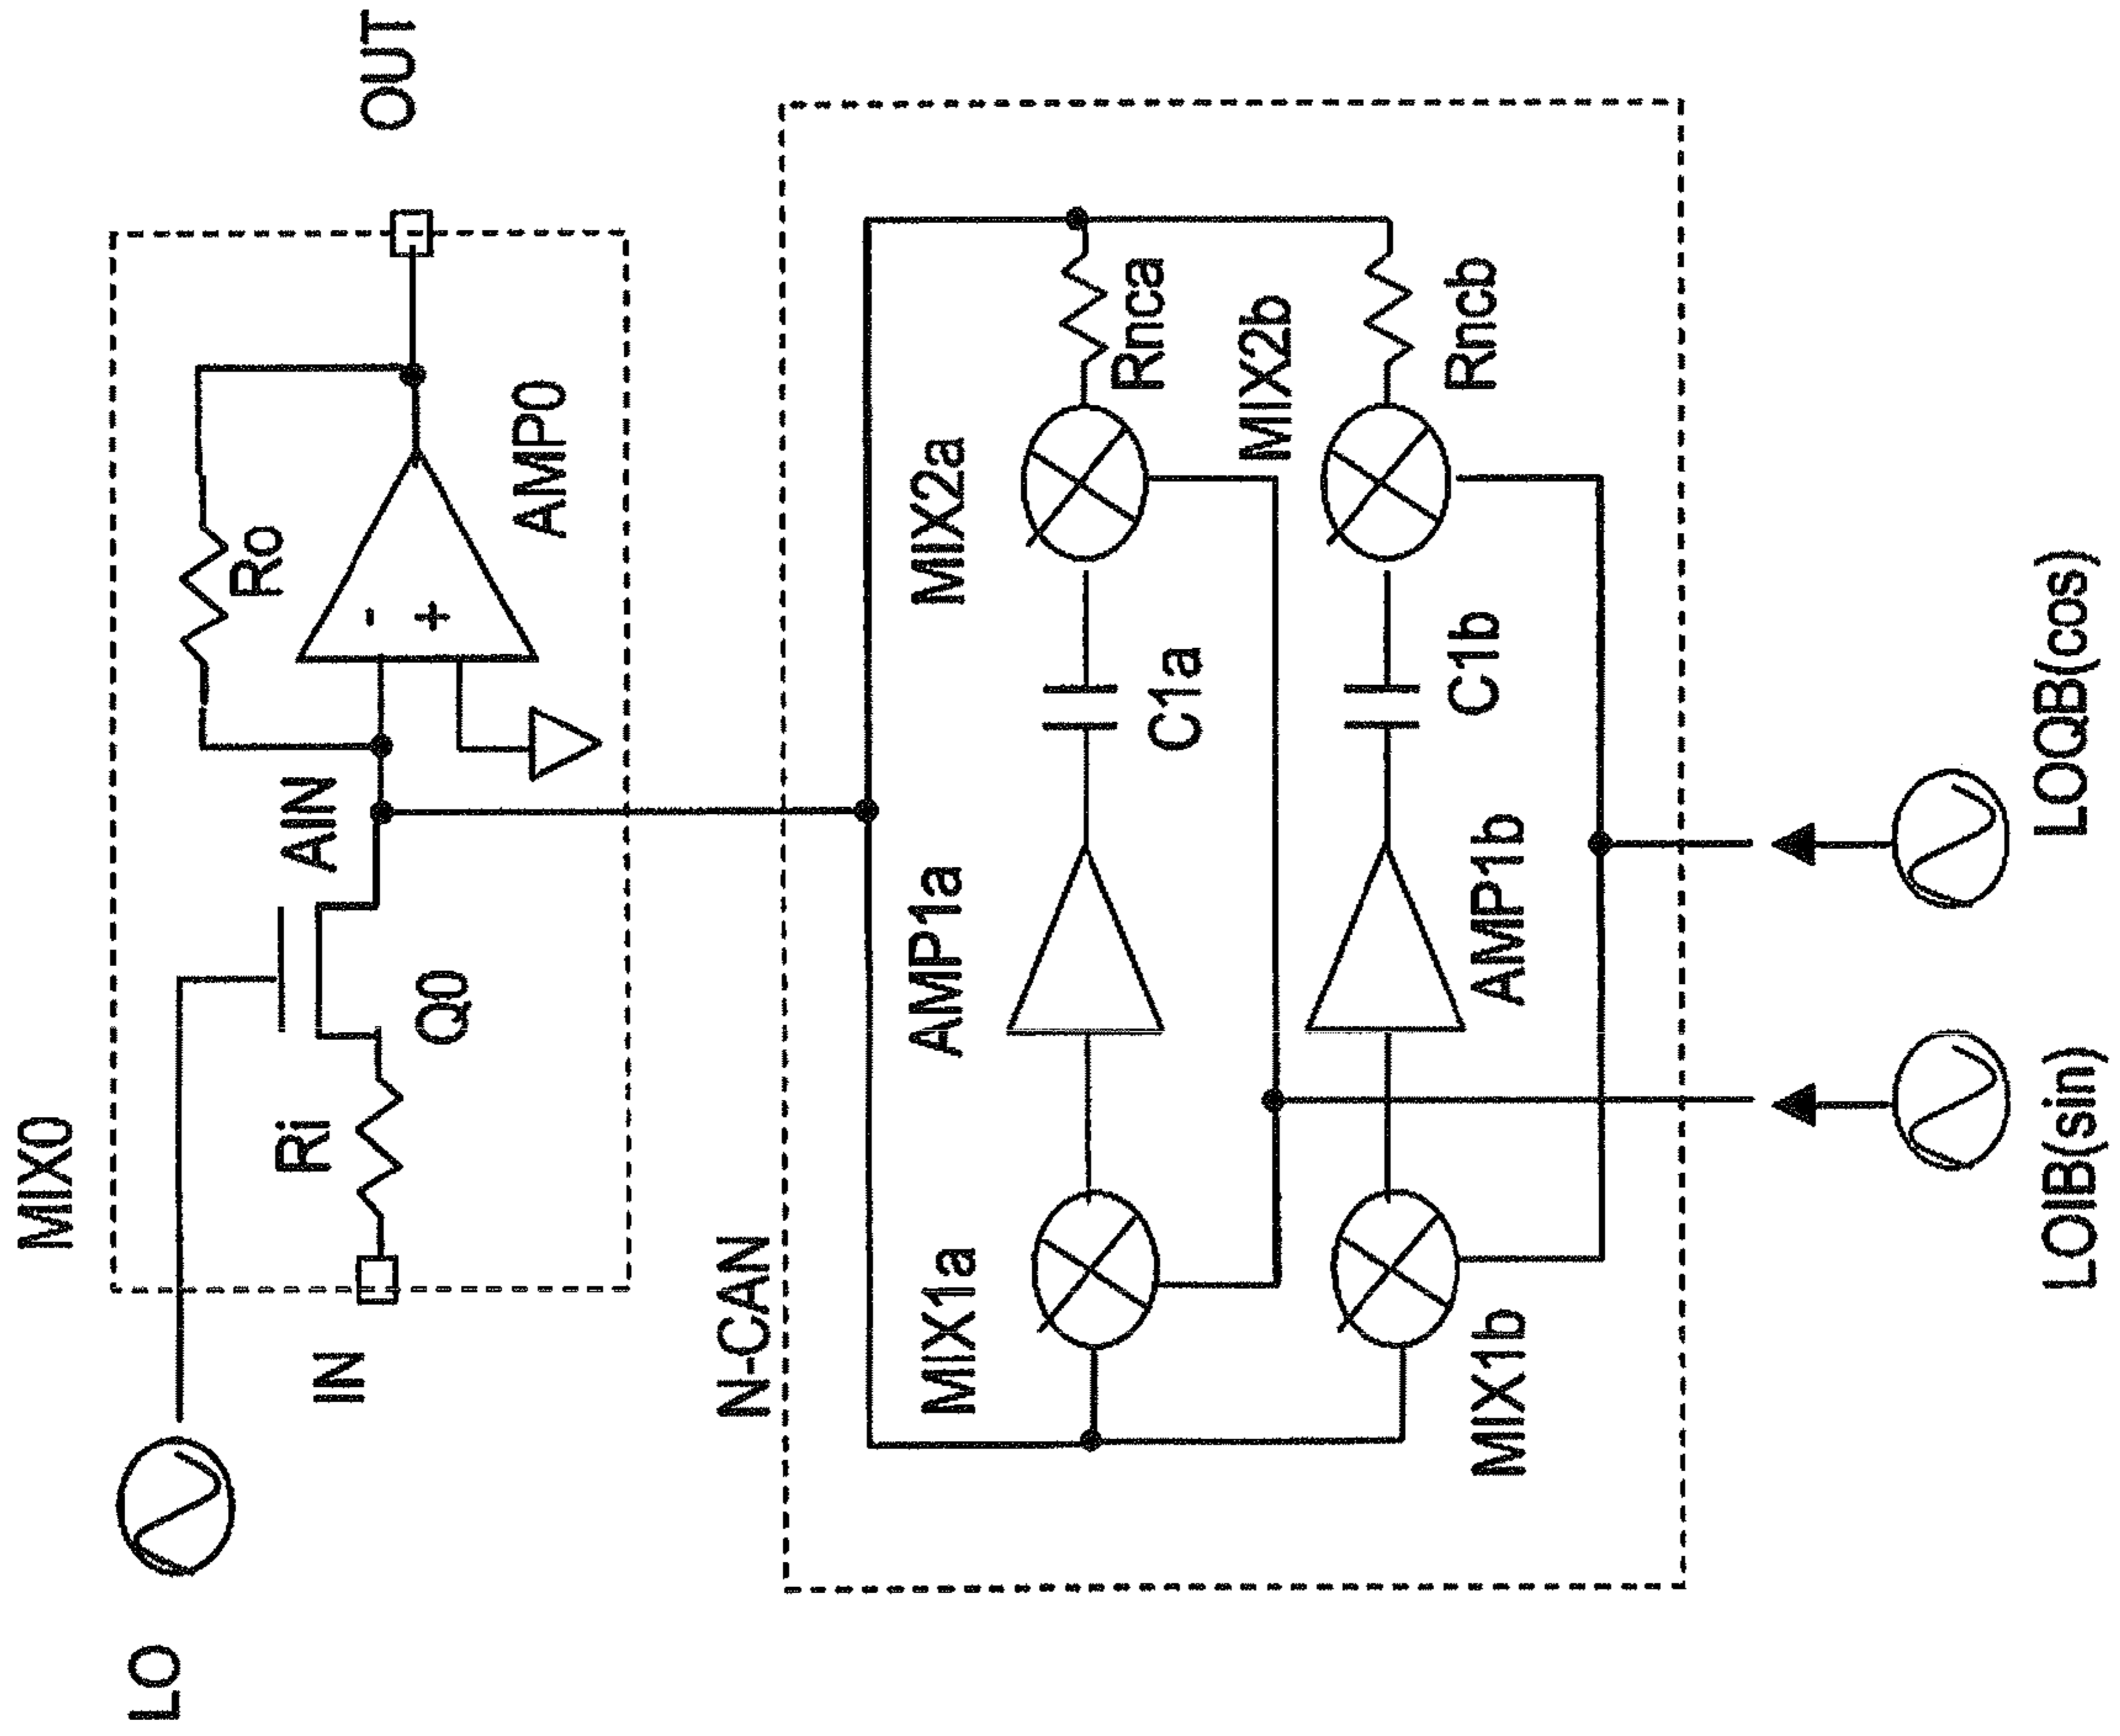 MIX0
LO
IN
Ri
Q0
AIN
Ro
-
+
AMP0
OUT
N-CAN
MIX1a
AMP1a
C1a
MIX2a
Rnca
MIX1b
AMP1b
C1b
MIX2b
Rncb
LOIB(sin)
LOQB(cos)